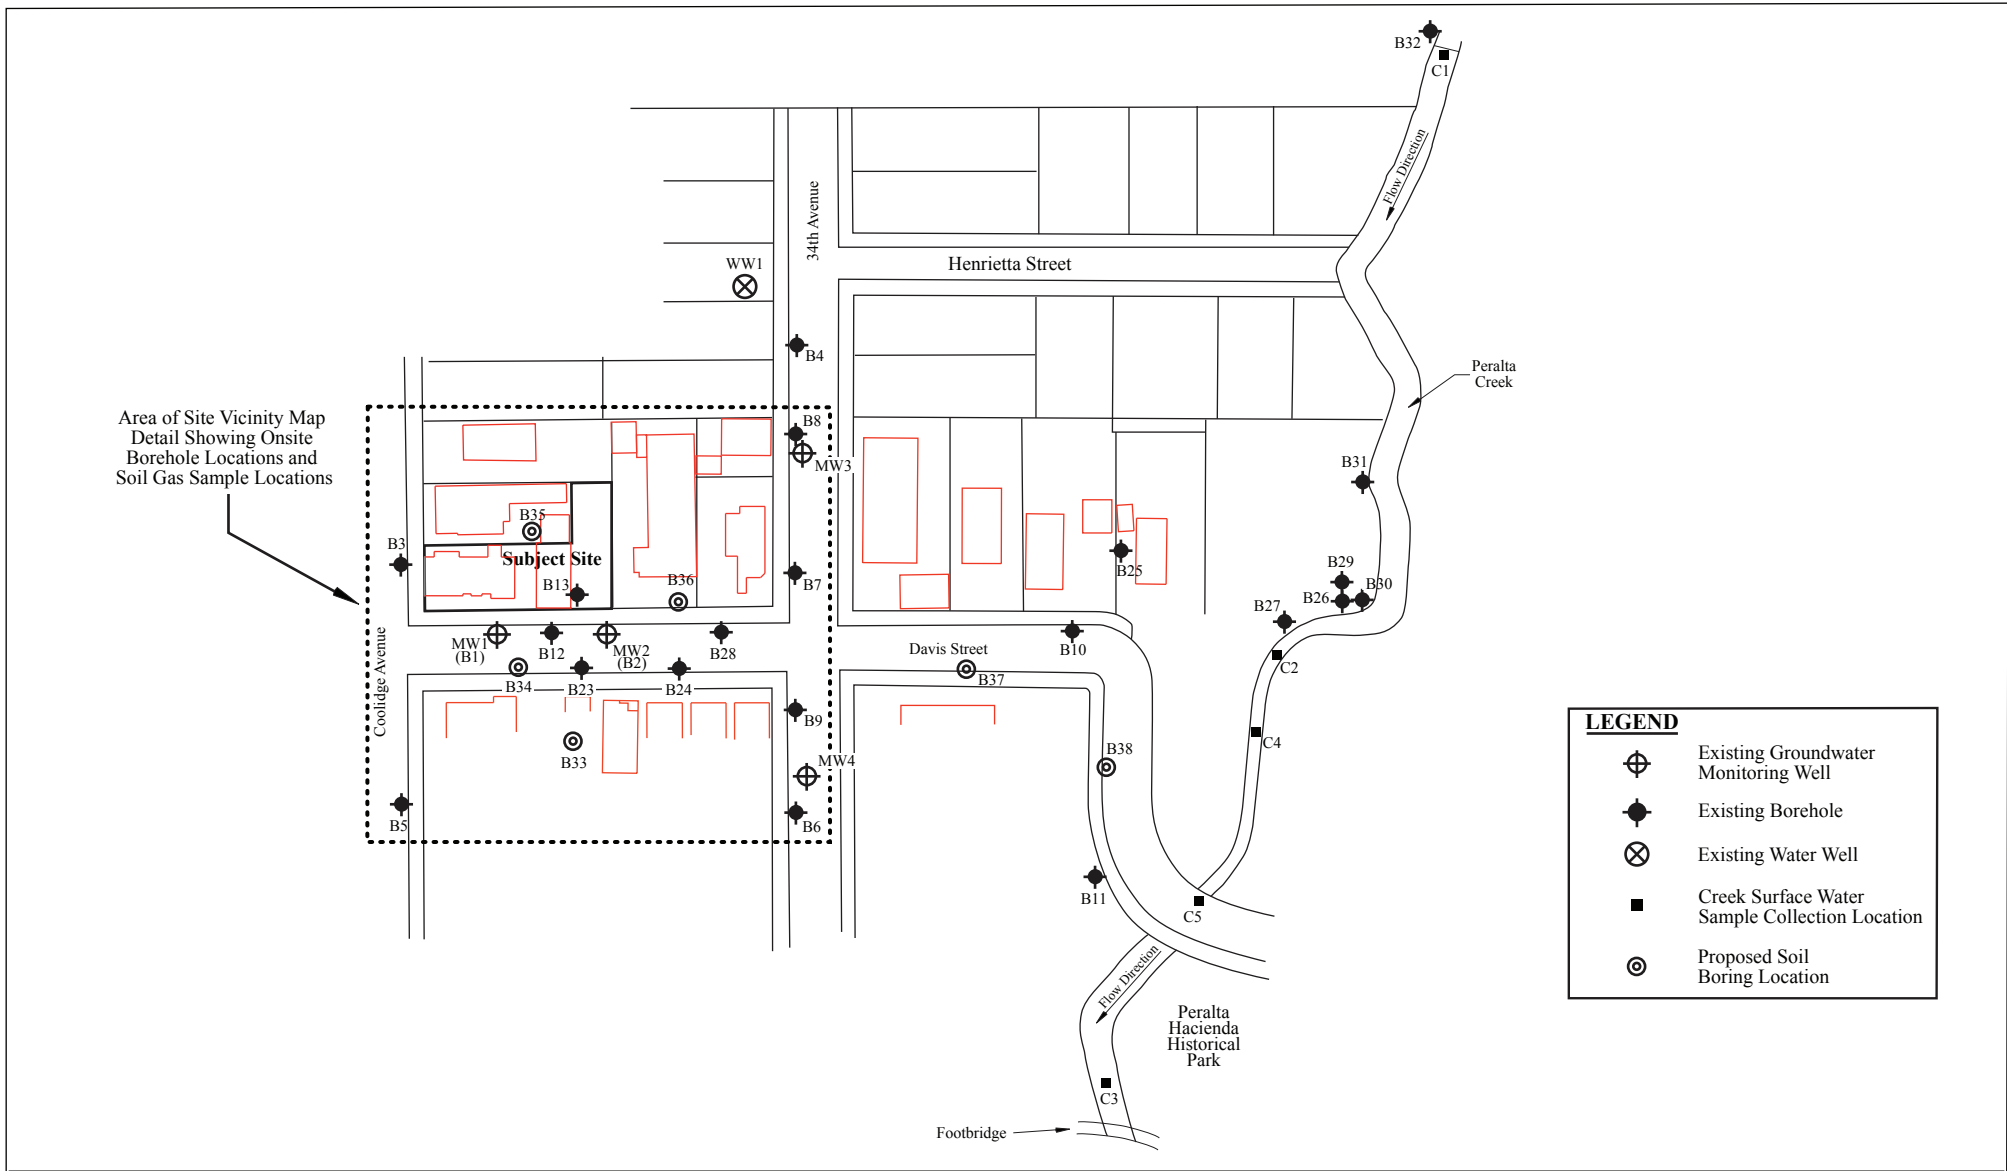 B32
C1
Flow Direction
34th Avenue
WW1
Henrietta Street
B4
Peralta
Creek
Area of Site Vicinity Map
Detail Showing Onsite
Borehole Locations and
Soil Gas Sample Locations
B8
MW3
B31
B35
B3
Subject Site
B13
B36
B7
B25
B29
B30
B26
B27
MW1
(B1)
B12
MW2
(B2)
B28
Davis Street
B10
C2
Coolidge Avenue
B34
B23
B24
B37
B9
C4
B33
B38
MW4
B5
B6
B11
C5
Flow Direction
Peralta
Hacienda
Historical
Park
C3
Footbridge
LEGEND
Existing Groundwater
Monitoring Well
Existing Borehole
Existing Water Well
Creek Surface Water
Sample Collection Location
Proposed Soil
Boring Location